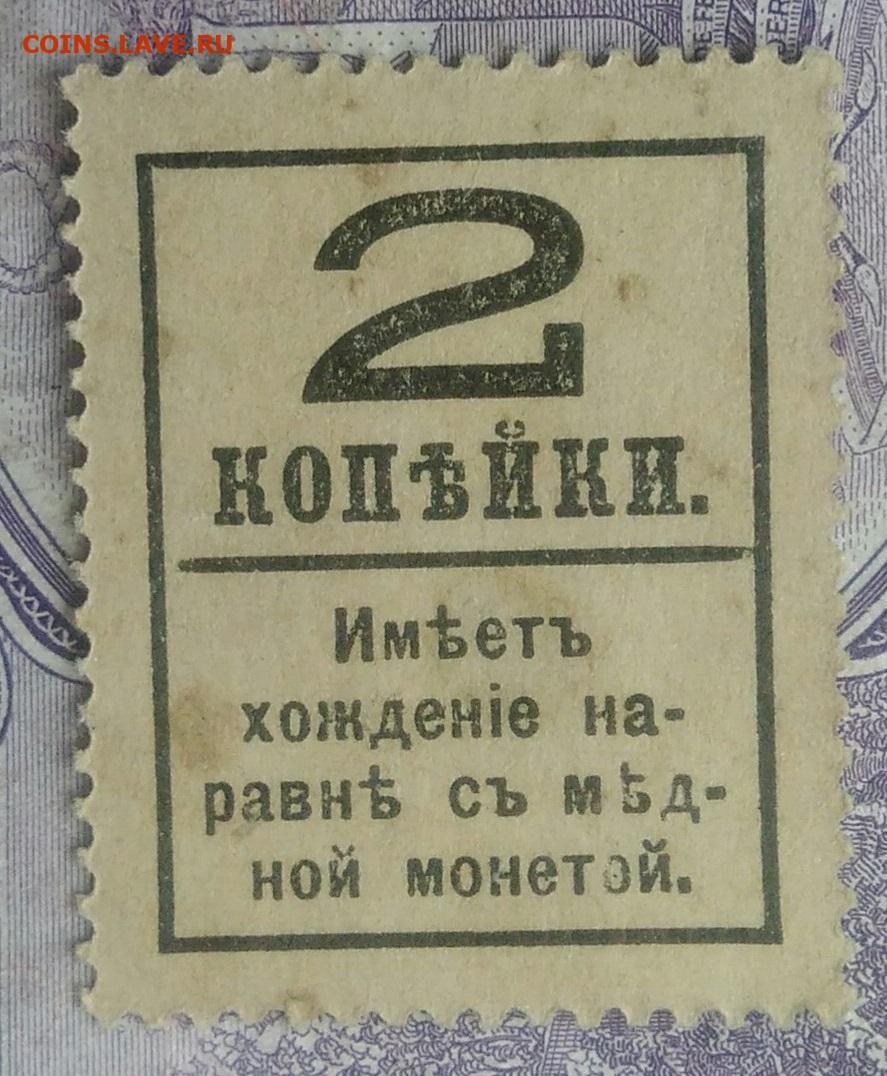 COINS.LAVE.RU
2
КОПѢЙКИ.
Имѣетъ
хожденіе на-
равнѣ съ мѣд-
ной монетой.